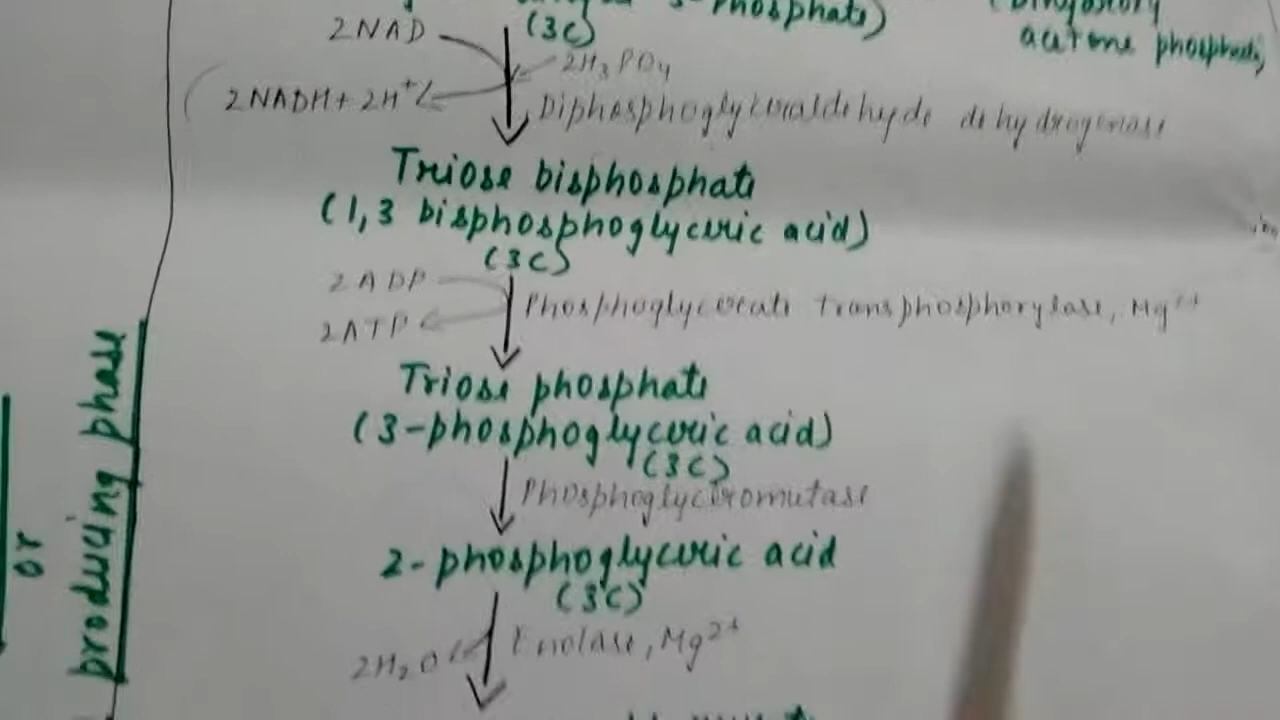 3-phosphate)
2NAD
(3C)
acetone phosphate)
2H3PO4
2NADH + 2H+
Diphosphoglyceraldehyde dehydrogenase
Triose bisphosphate
(1,3 bisphosphoglyceric acid)
(3C)
2ADP
Phosphoglycerate transphosphorylase, Mg2+
2ATP
Triose phosphate
(3-phosphoglyceric acid)
(3C)
Phosphoglyceromutase
2-phosphoglyceric acid
(3C)
Enolase, Mg2+
2H2O
or
producing phase